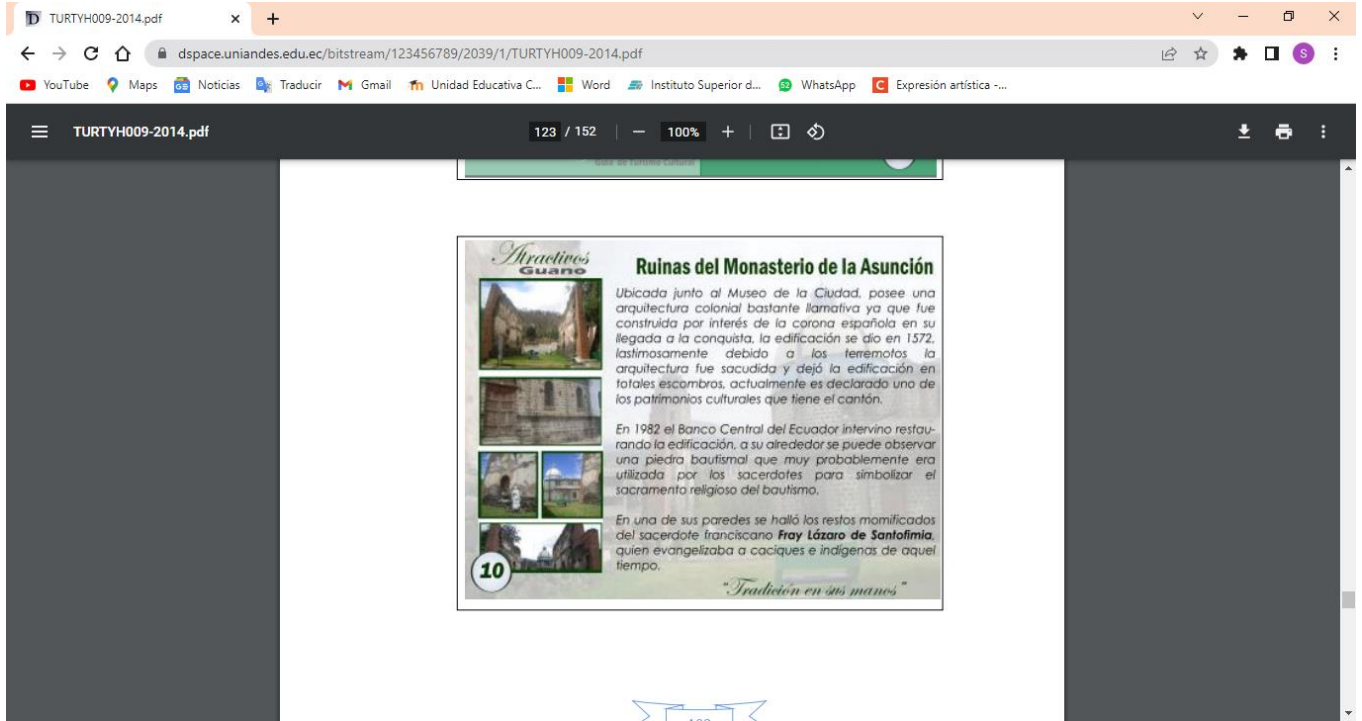 TURTYH009-2014.pdf
dspace.uniandes.edu.ec/bitstream/123456789/2039/1/TURTYH009-2014.pdf
S
YouTube Maps Noticias Traducir Gmail Unidad Educativa C... Word Instituto Superior d... WhatsApp Expresión artística -...
TURTYH009-2014.pdf 123 / 152 100%
Guía de Turismo Cultural
Atractivos
Guano
Ruinas del Monasterio de la Asunción
Ubicada junto al Museo de la Ciudad, posee una
arquitectura colonial bastante llamativa ya que fue
construida por interés de la corona española en su
llegada a la conquista, la edificación se dio en 1572,
lastimosamente debido a los terremotos la
arquitectura fue sacudida y dejó la edificación en
totales escombros, actualmente es declarado uno de
los patrimonios culturales que tiene el cantón.
En 1982 el Banco Central del Ecuador intervino restau-
rando la edificación, a su alrededor se puede observar
una piedra bautismal que muy probablemente era
utilizada por los sacerdotes para simbolizar el
sacramento religioso del bautismo.
En una de sus paredes se halló los restos momificados
del sacerdote franciscano Fray Lázaro de Santofimia,
quien evangelizaba a caciques e indígenas de aquel
tiempo.
10
"Tradición en sus manos"